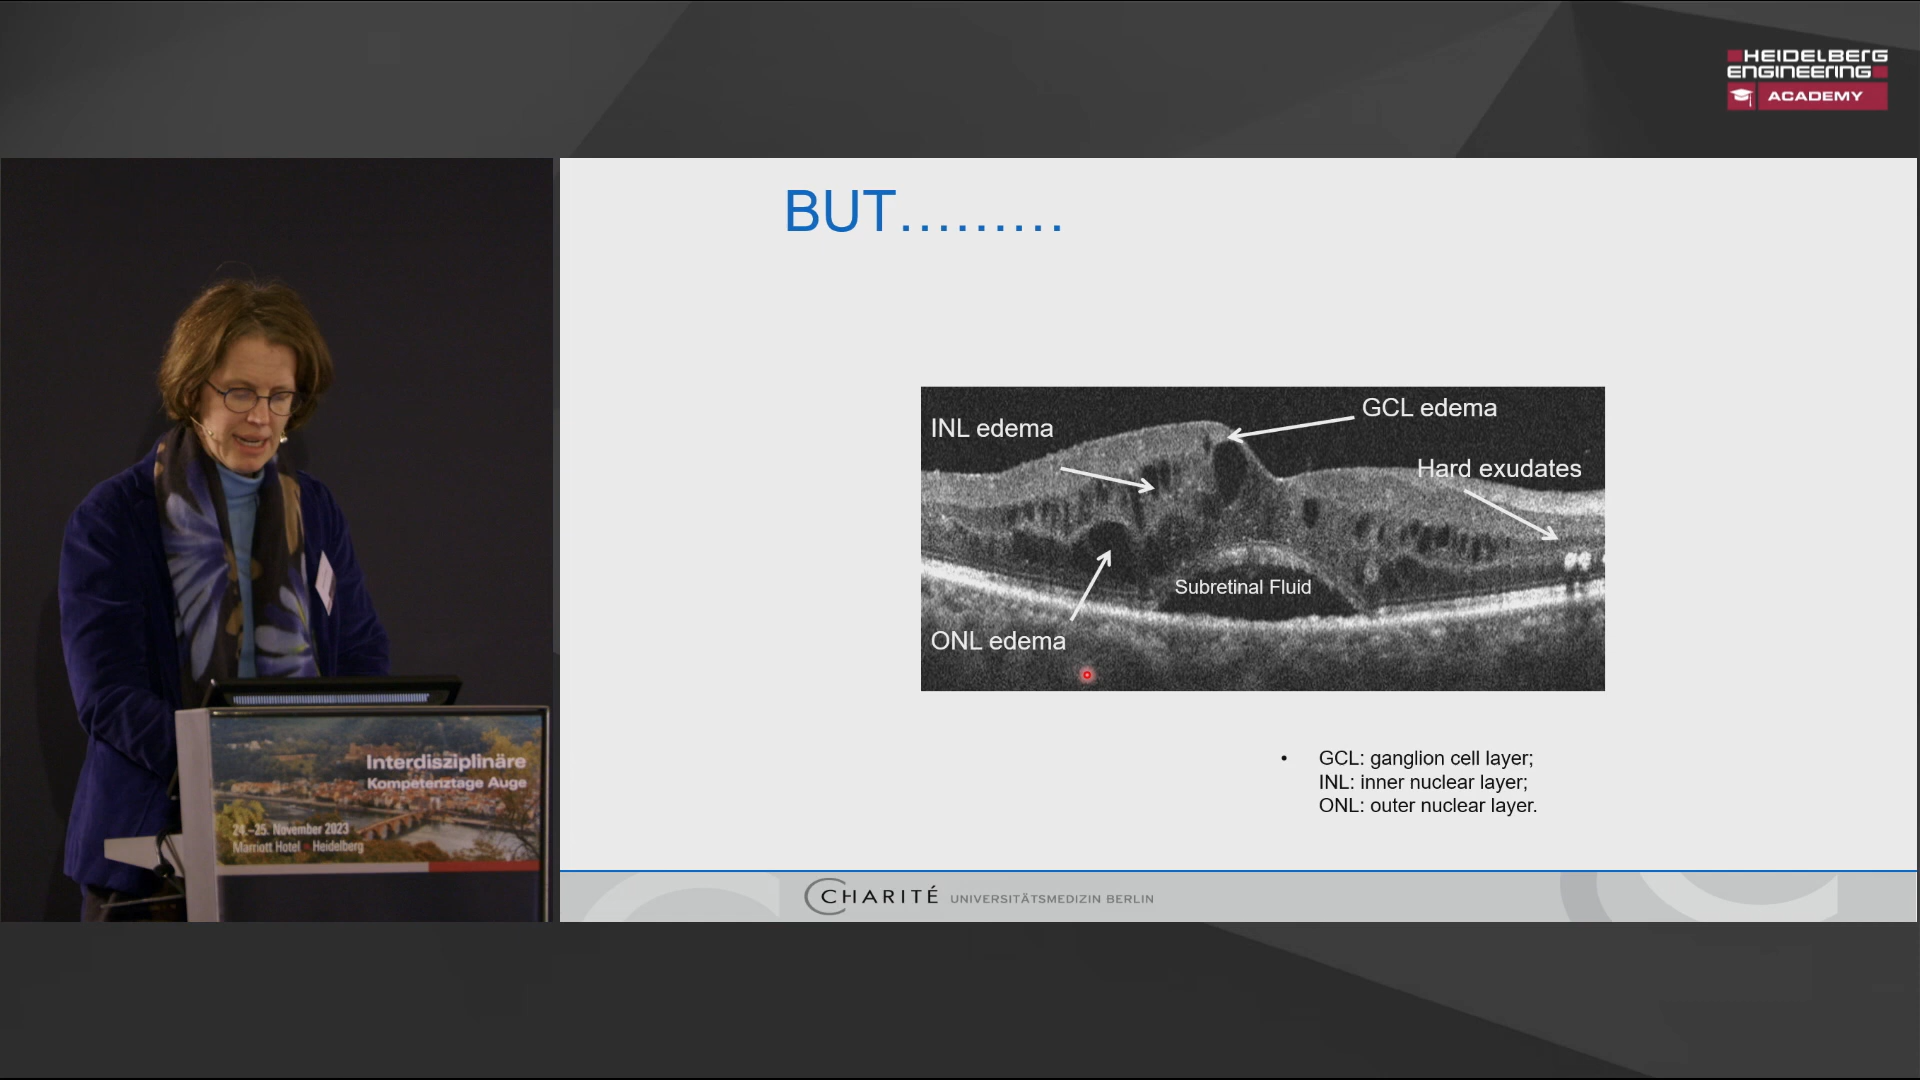 HEIDELBERG
ENGINEERING
ACADEMY
BUT.........
INL edema
GCL edema
Hard exudates
Subretinal Fluid
ONL edema
• GCL: ganglion cell layer;
INL: inner nuclear layer;
ONL: outer nuclear layer.
CHARITÉ UNIVERSITÄTSMEDIZIN BERLIN
Interdisziplinäre
Kompetenztage Auge
24.–25. November 2023
Marriott Hotel • Heidelberg